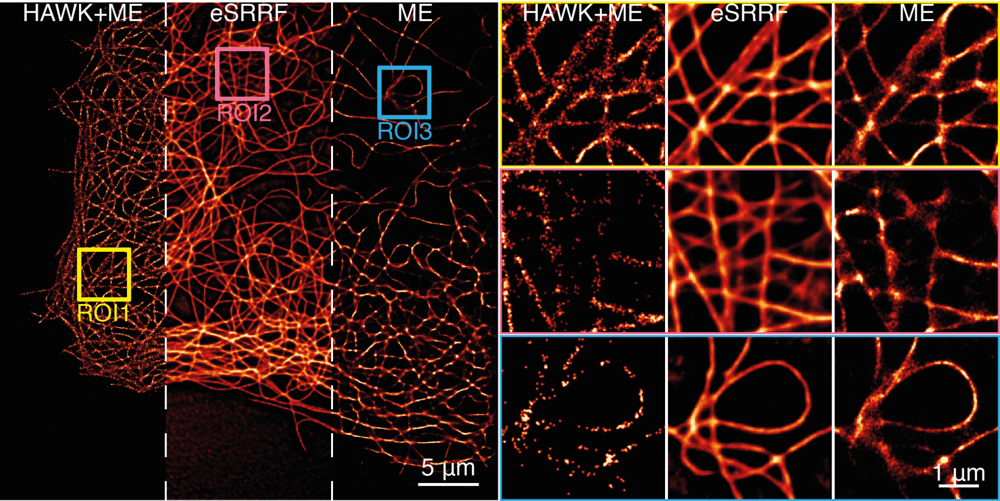 HAWK+ME eSRRF ME
HAWK+ME eSRRF ME
ROI2
ROI3
ROI1
5 µm
1 µm